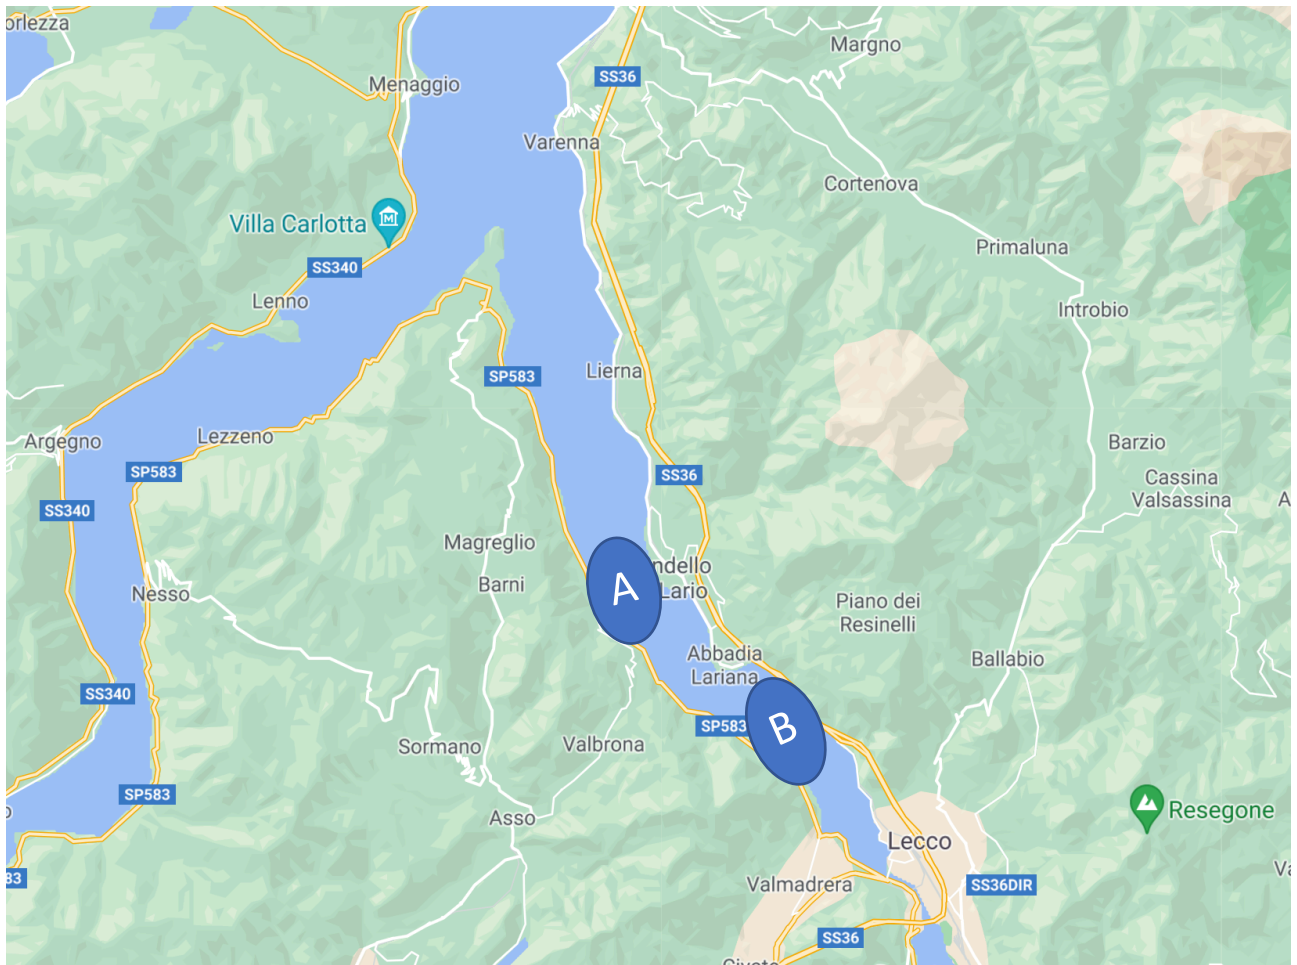 orlezza
Margno
SS36
Menaggio
Varenna
Cortenova
Villa Carlotta
M
Primaluna
SS340
Lenno
Introbio
Lierna
SP583
Argegno
Lezzeno
Barzio
SP583
SS36
Cassina
Valsassina
SS340
A
Magreglio
ndello
Lario
A
Barni
Nesso
Piano dei
Resinelli
Abbadia
Lariana
Ballabio
SS340
SP583
B
Sormano
Valbrona
SP583
Resegone
Asso
Lecco
83
Valmadrera
SS36DIR
Va
SS36
Civate